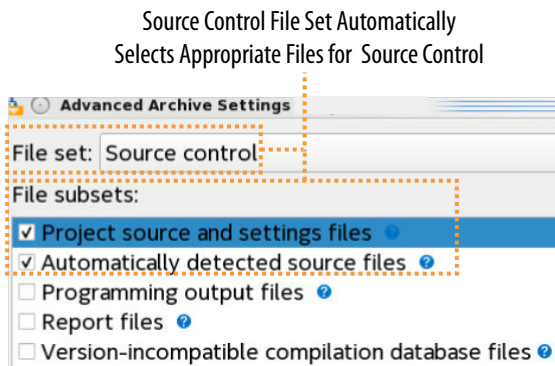 Source Control File Set Automatically
Selects Appropriate Files for Source Control
Advanced Archive Settings
File set: Source control
File subsets:
Project source and settings files ?
Automatically detected source files ?
Programming output files ?
Report files ?
Version-incompatible compilation database files ?